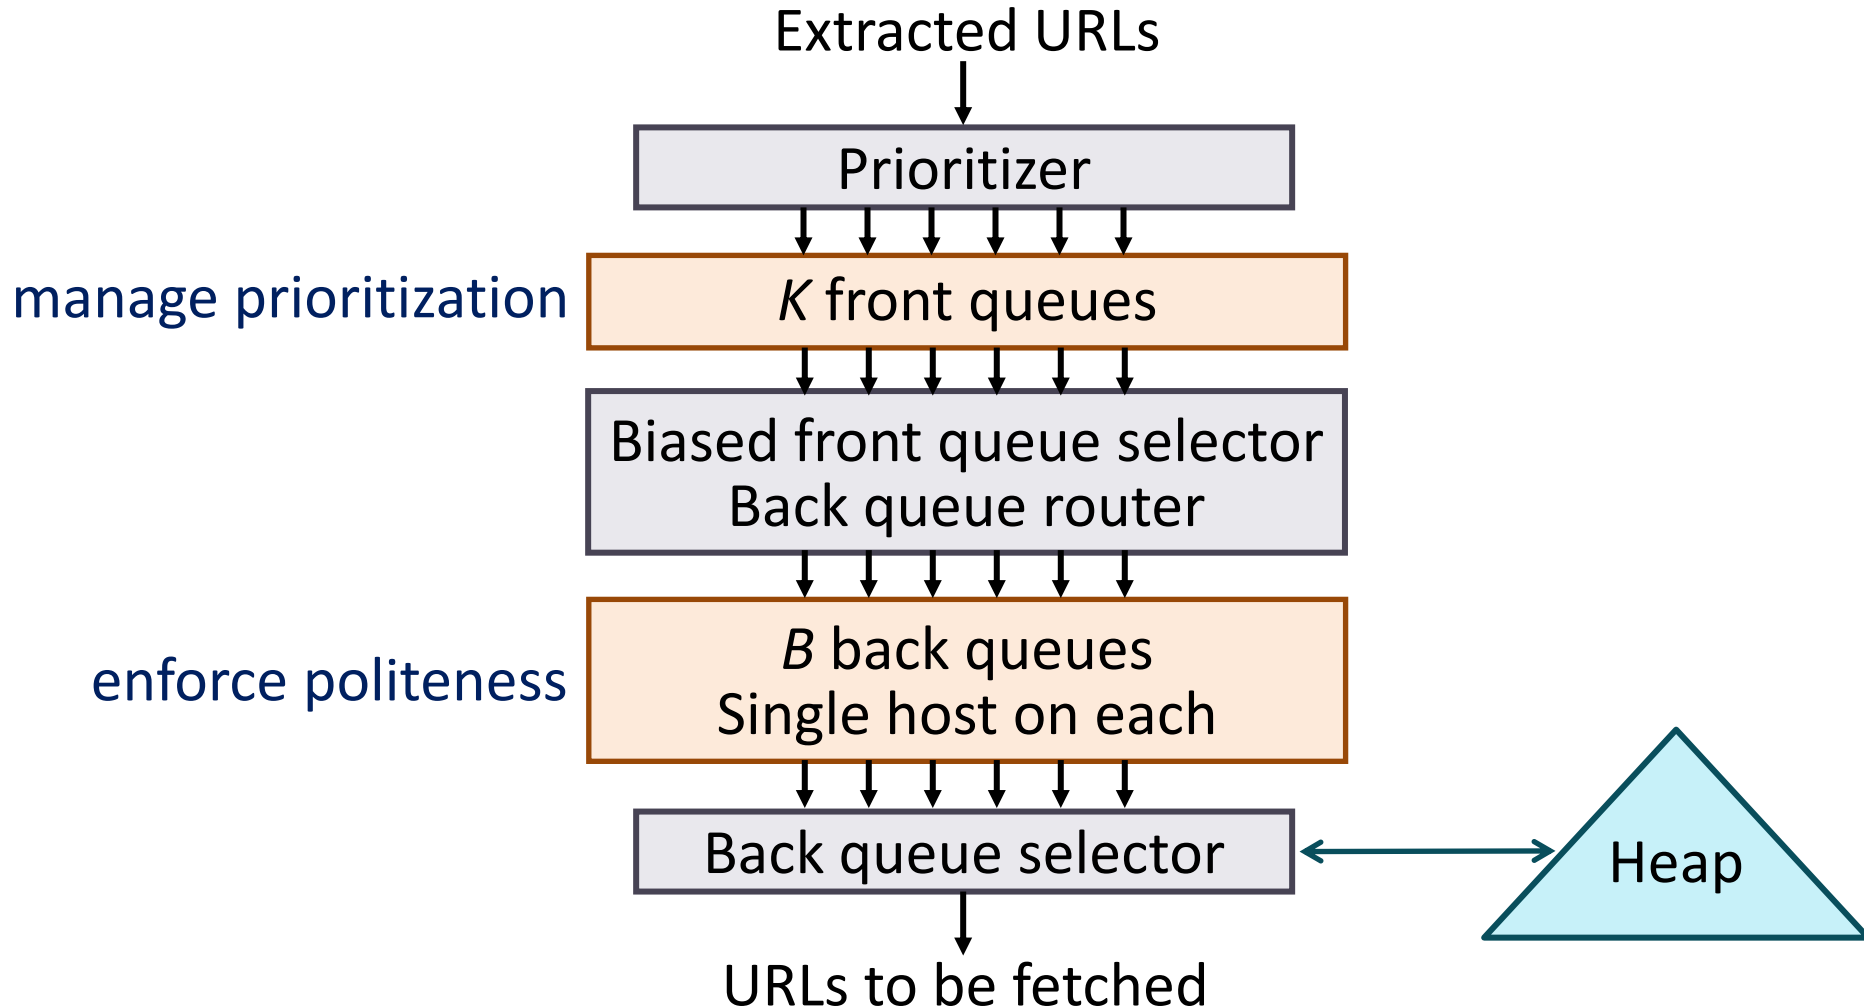 Extracted URLs
Prioritizer
manage prioritization
K front queues
Biased front queue selector
Back queue router
enforce politeness
B back queues
Single host on each
Back queue selector
Heap
URLs to be fetched